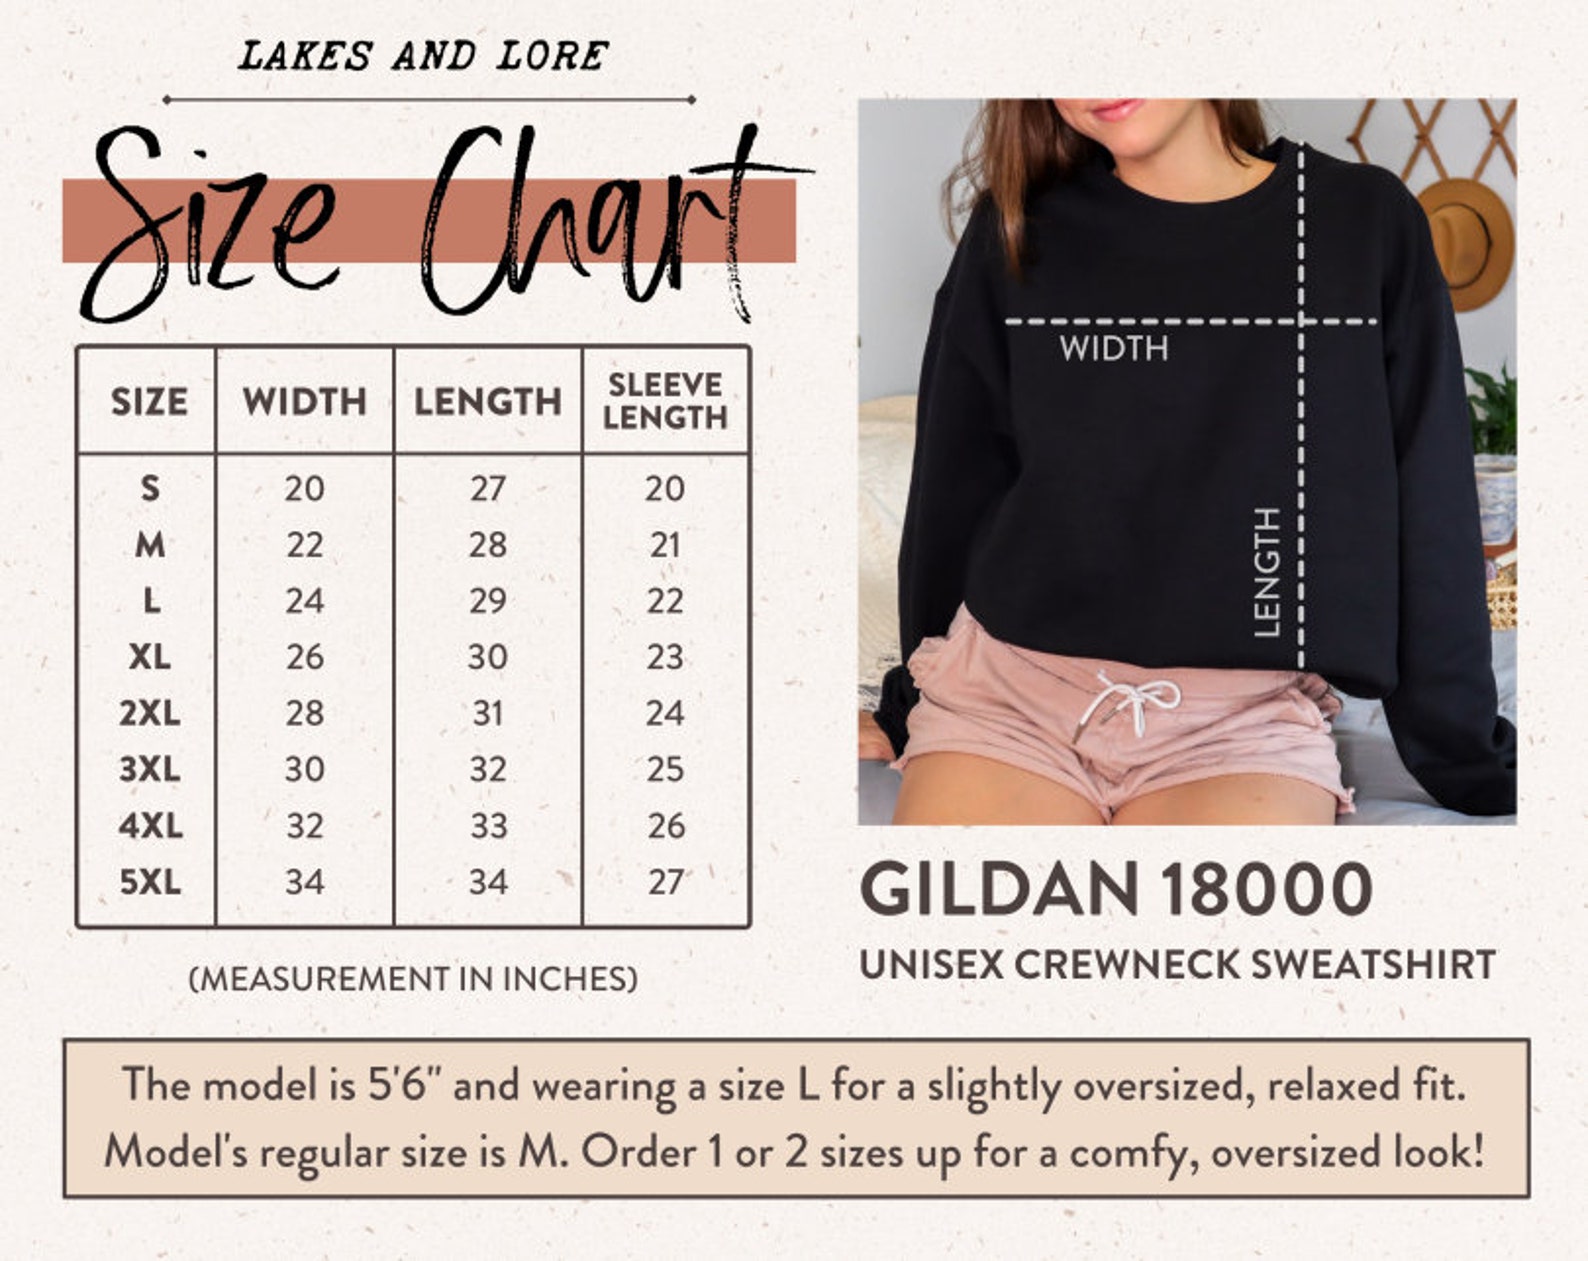 LAKES AND LORE
Size Chart
SIZE WIDTH LENGTH SLEEVE LENGTH
S 20 27 20
M 22 28 21
L 24 29 22
XL 26 30 23
2XL 28 31 24
3XL 30 32 25
4XL 32 33 26
5XL 34 34 27
(MEASUREMENT IN INCHES)
WIDTH
LENGTH
GILDAN 18000
UNISEX CREWNECK SWEATSHIRT
The model is 5'6" and wearing a size L for a slightly oversized, relaxed fit.
Model's regular size is M. Order 1 or 2 sizes up for a comfy, oversized look!